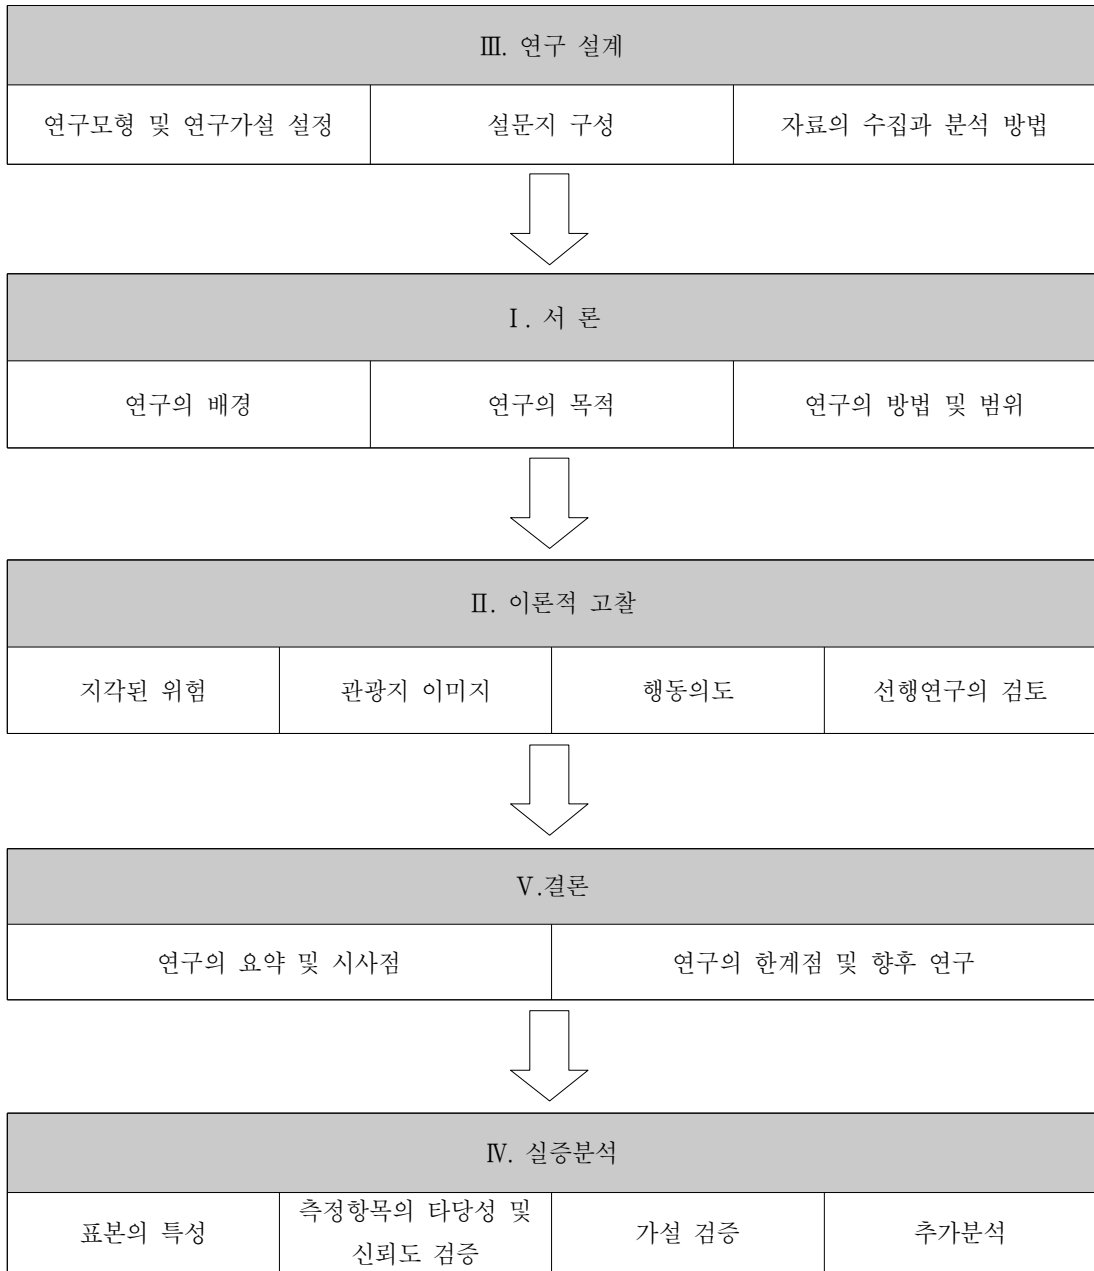 Ⅲ. 연구 설계
연구모형 및 연구가설 설정
설문지 구성
자료의 수집과 분석 방법
Ⅰ. 서 론
연구의 배경
연구의 목적
연구의 방법 및 범위
Ⅱ. 이론적 고찰
지각된 위험
관광지 이미지
행동의도
선행연구의 검토
Ⅴ.결론
연구의 요약 및 시사점
연구의 한계점 및 향후 연구
Ⅳ. 실증분석
표본의 특성
측정항목의 타당성 및
신뢰도 검증
가설 검증
추가분석